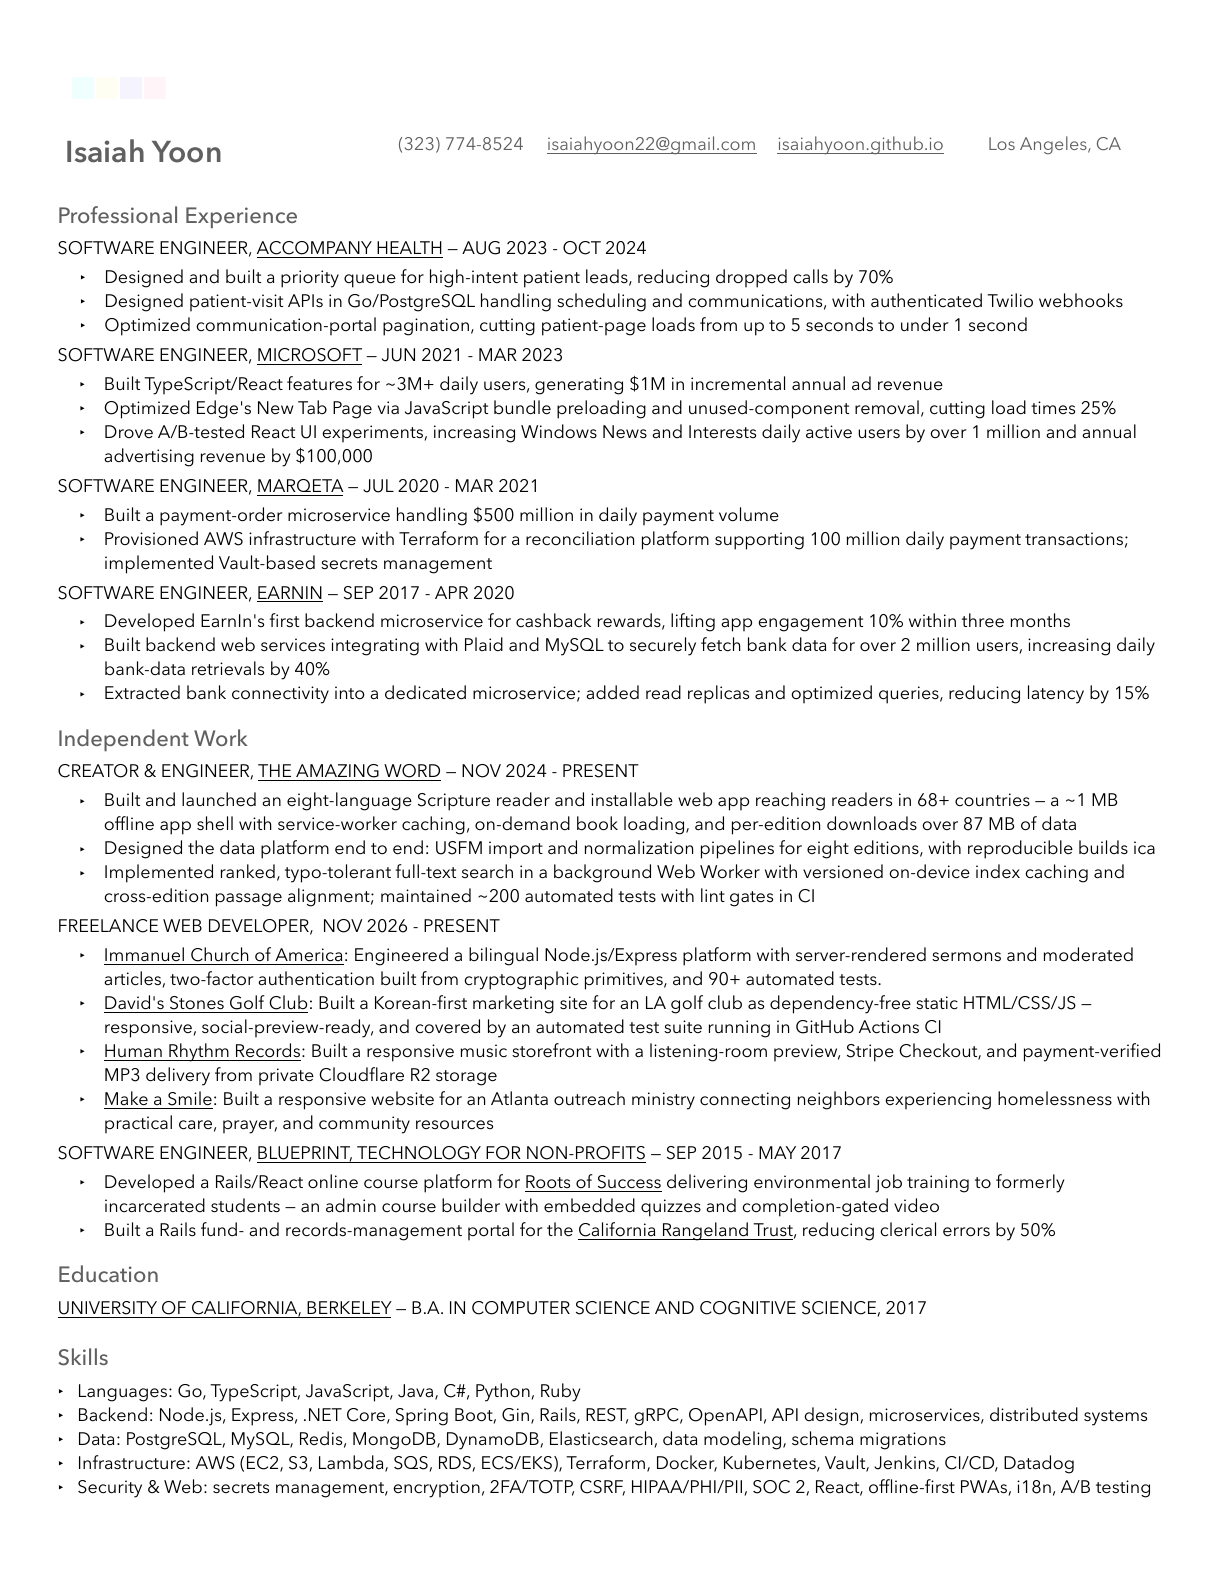 Isaiah Yoon
(323) 774-8524 isaiahyoon22@gmail.com isaiahyoon.github.io Los Angeles, CA
Professional Experience
SOFTWARE ENGINEER, ACCOMPANY HEALTH — AUG 2023 - OCT 2024
‣ Designed and built a priority queue for high-intent patient leads, reducing dropped calls by 70%
‣ Designed patient-visit APIs in Go/PostgreSQL handling scheduling and communications, with authenticated Twilio webhooks
‣ Optimized communication-portal pagination, cutting patient-page loads from up to 5 seconds to under 1 second
SOFTWARE ENGINEER, MICROSOFT — JUN 2021 - MAR 2023
‣ Built TypeScript/React features for ~3M+ daily users, generating $1M in incremental annual ad revenue
‣ Optimized Edge's New Tab Page via JavaScript bundle preloading and unused-component removal, cutting load times 25%
‣ Drove A/B-tested React UI experiments, increasing Windows News and Interests daily active users by over 1 million and annual
advertising revenue by $100,000
SOFTWARE ENGINEER, MARQETA — JUL 2020 - MAR 2021
‣ Built a payment-order microservice handling $500 million in daily payment volume
‣ Provisioned AWS infrastructure with Terraform for a reconciliation platform supporting 100 million daily payment transactions;
implemented Vault-based secrets management
SOFTWARE ENGINEER, EARNIN — SEP 2017 - APR 2020
‣ Developed EarnIn's first backend microservice for cashback rewards, lifting app engagement 10% within three months
‣ Built backend web services integrating with Plaid and MySQL to securely fetch bank data for over 2 million users, increasing daily
bank-data retrievals by 40%
‣ Extracted bank connectivity into a dedicated microservice; added read replicas and optimized queries, reducing latency by 15%
Independent Work
CREATOR & ENGINEER, THE AMAZING WORD — NOV 2024 - PRESENT
‣ Built and launched an eight-language Scripture reader and installable web app reaching readers in 68+ countries — a ~1 MB
offline app shell with service-worker caching, on-demand book loading, and per-edition downloads over 87 MB of data
‣ Designed the data platform end to end: USFM import and normalization pipelines for eight editions, with reproducible builds ica
‣ Implemented ranked, typo-tolerant full-text search in a background Web Worker with versioned on-device index caching and
cross-edition passage alignment; maintained ~200 automated tests with lint gates in CI
FREELANCE WEB DEVELOPER, NOV 2026 - PRESENT
‣ Immanuel Church of America: Engineered a bilingual Node.js/Express platform with server-rendered sermons and moderated
articles, two-factor authentication built from cryptographic primitives, and 90+ automated tests.
‣ David's Stones Golf Club: Built a Korean-first marketing site for an LA golf club as dependency-free static HTML/CSS/JS —
responsive, social-preview-ready, and covered by an automated test suite running in GitHub Actions CI
‣ Human Rhythm Records: Built a responsive music storefront with a listening-room preview, Stripe Checkout, and payment-verified
MP3 delivery from private Cloudflare R2 storage
‣ Make a Smile: Built a responsive website for an Atlanta outreach ministry connecting neighbors experiencing homelessness with
practical care, prayer, and community resources
SOFTWARE ENGINEER, BLUEPRINT, TECHNOLOGY FOR NON-PROFITS — SEP 2015 - MAY 2017
‣ Developed a Rails/React online course platform for Roots of Success delivering environmental job training to formerly
incarcerated students — an admin course builder with embedded quizzes and completion-gated video
‣ Built a Rails fund- and records-management portal for the California Rangeland Trust, reducing clerical errors by 50%
Education
UNIVERSITY OF CALIFORNIA, BERKELEY — B.A. IN COMPUTER SCIENCE AND COGNITIVE SCIENCE, 2017
Skills
‣ Languages: Go, TypeScript, JavaScript, Java, C#, Python, Ruby
‣ Backend: Node.js, Express, .NET Core, Spring Boot, Gin, Rails, REST, gRPC, OpenAPI, API design, microservices, distributed systems
‣ Data: PostgreSQL, MySQL, Redis, MongoDB, DynamoDB, Elasticsearch, data modeling, schema migrations
‣ Infrastructure: AWS (EC2, S3, Lambda, SQS, RDS, ECS/EKS), Terraform, Docker, Kubernetes, Vault, Jenkins, CI/CD, Datadog
‣ Security & Web: secrets management, encryption, 2FA/TOTP, CSRF, HIPAA/PHI/PII, SOC 2, React, offline-first PWAs, i18n, A/B testing